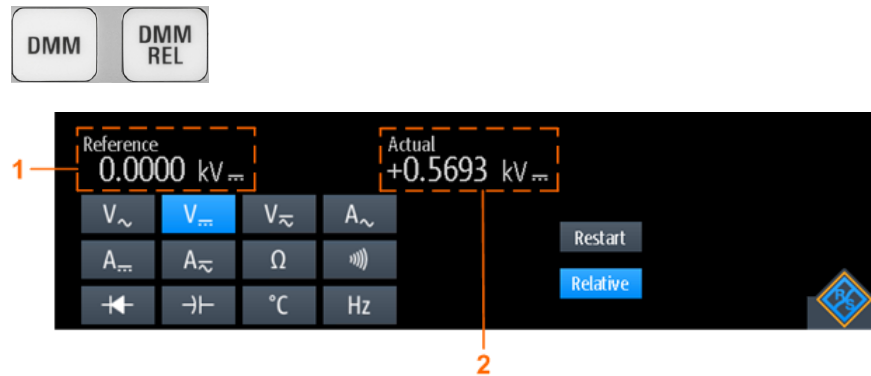 DMM
DMM
REL
Reference
0.0000 kV⎓
Actual
+0.5693 kV⎓
1
V~ V⎓ V⏦ A~
A⎓ A⏦ Ω
°C Hz
Restart
Relative
R S
2